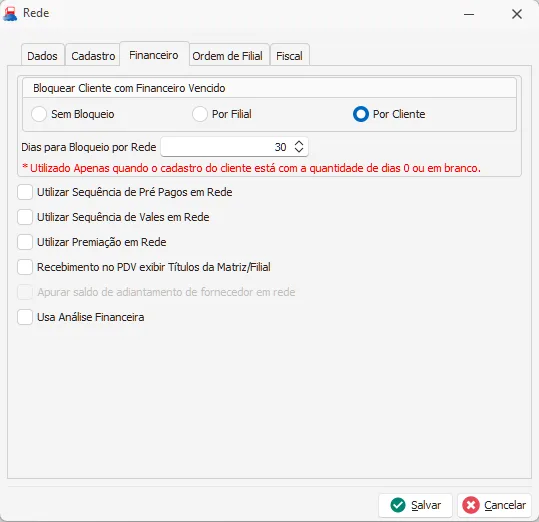 Rede
Dados Cadastro Financeiro Ordem de Filial Fiscal
Bloquear Cliente com Financeiro Vencido
Sem Bloqueio Por Filial Por Cliente
Dias para Bloqueio por Rede 30
* Utilizado Apenas quando o cadastro do cliente está com a quantidade de dias 0 ou em branco.
Utilizar Sequência de Pré Pagos em Rede
Utilizar Sequência de Vales em Rede
Utilizar Premiação em Rede
Recebimento no PDV exibir Títulos da Matriz/Filial
Apurar saldo de adiantamento de fornecedor em rede
Usa Análise Financeira
Salvar Cancelar